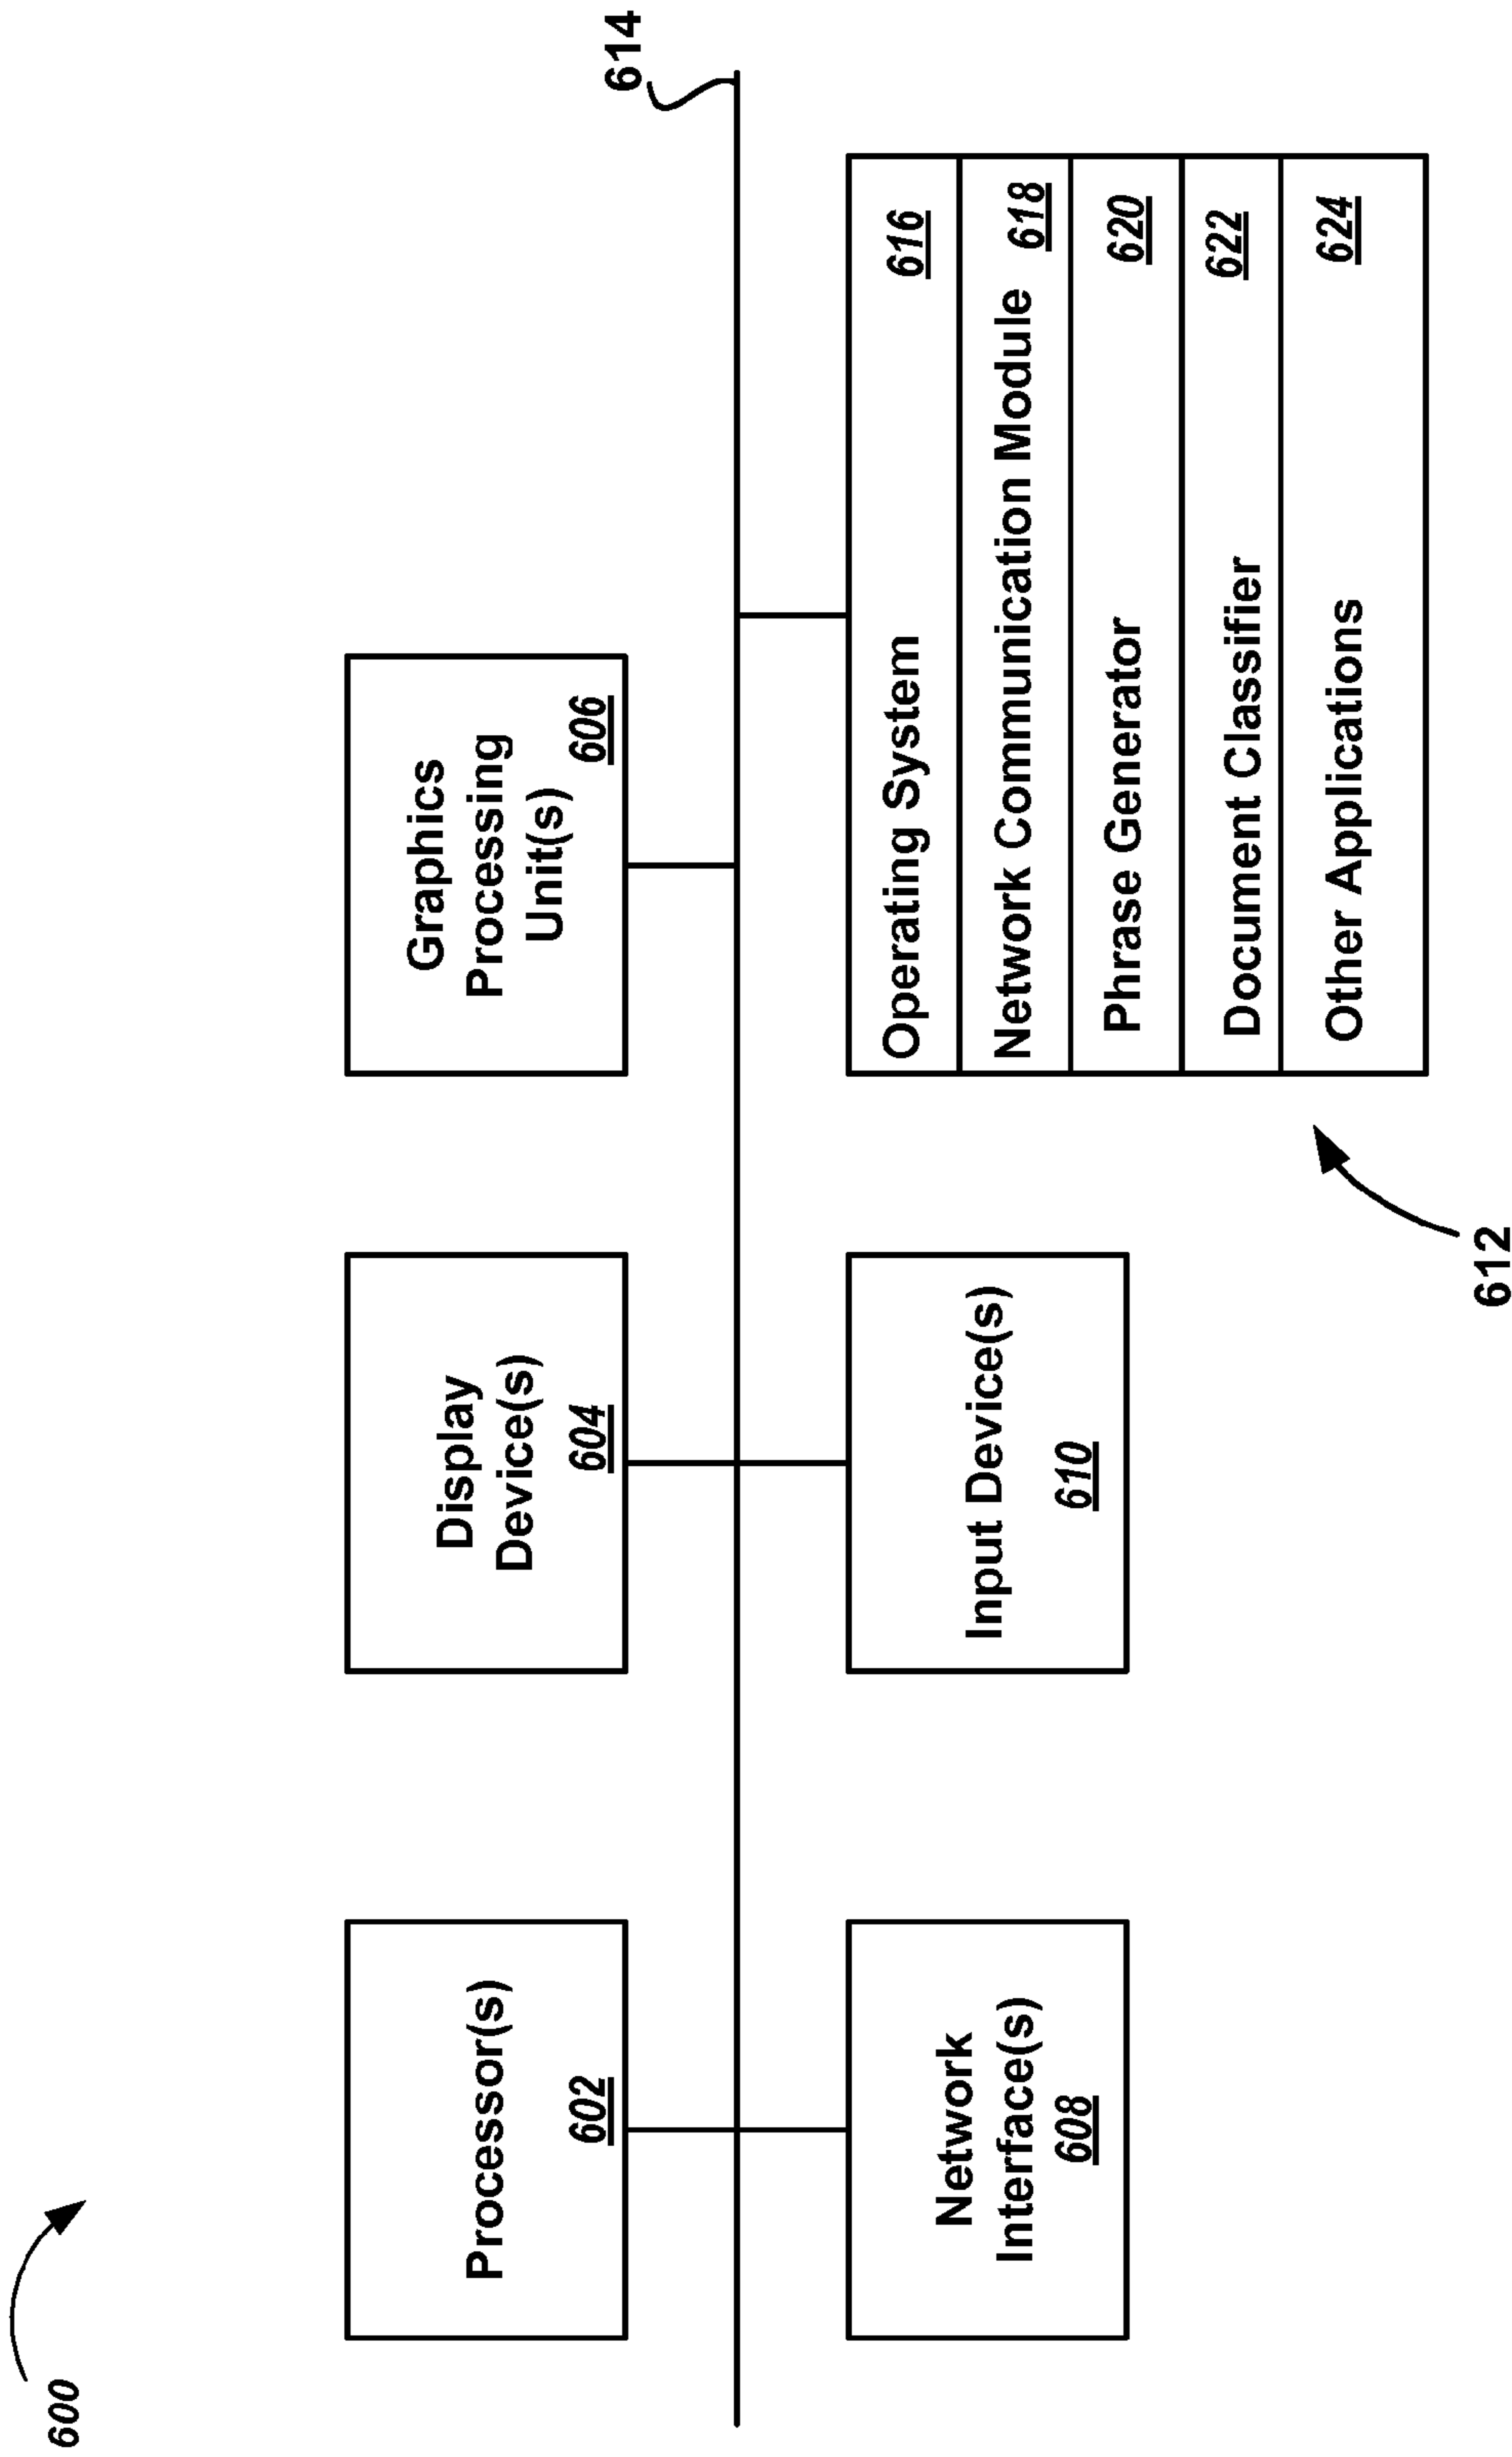 600
614
Processor(s)
602
Display
Device(s)
604
Graphics
Processing
Unit(s)
606
Network
Interface(s)
608
Input Device(s)
610
Operating System 616
Network Communication Module 618
Phrase Generator 620
Document Classifier 622
Other Applications 624
612